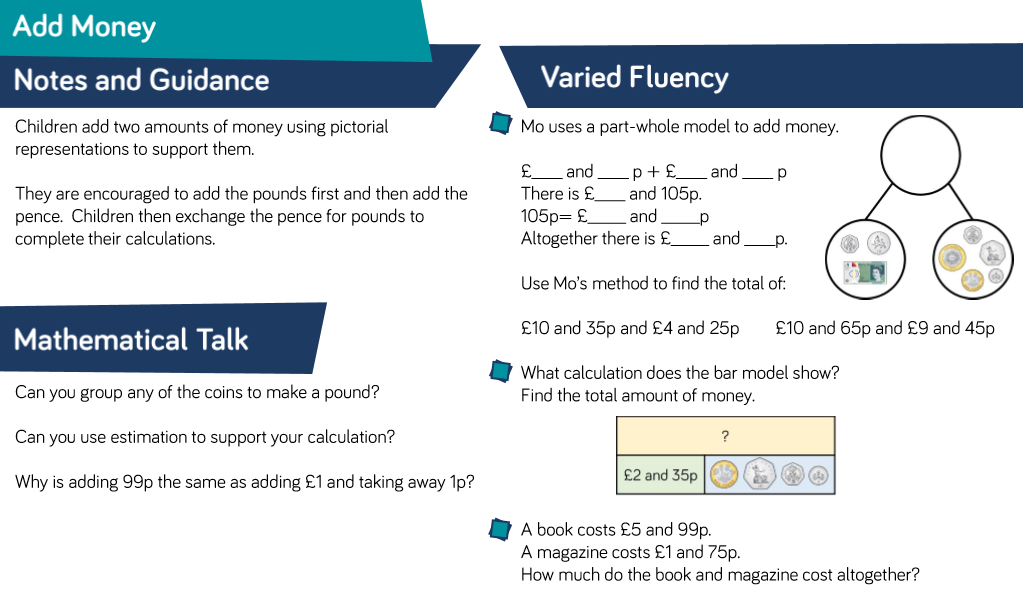 Add Money
Notes and Guidance
Children add two amounts of money using pictorial
representations to support them.
They are encouraged to add the pounds first and then add the
pence. Children then exchange the pence for pounds to
complete their calculations.
Mathematical Talk
Can you group any of the coins to make a pound?
Can you use estimation to support your calculation?
Why is adding 99p the same as adding £1 and taking away 1p?
Varied Fluency
Mo uses a part-whole model to add money.
£____ and ____ p + £____ and ____ p
There is £____ and 105p.
105p= £_____ and _____p
Altogether there is £_____ and ____p.
Use Mo's method to find the total of:
£10 and 35p and £4 and 25p £10 and 65p and £9 and 45p
What calculation does the bar model show?
Find the total amount of money.
?
£2 and 35p
A book costs £5 and 99p.
A magazine costs £1 and 75p.
How much do the book and magazine cost altogether?